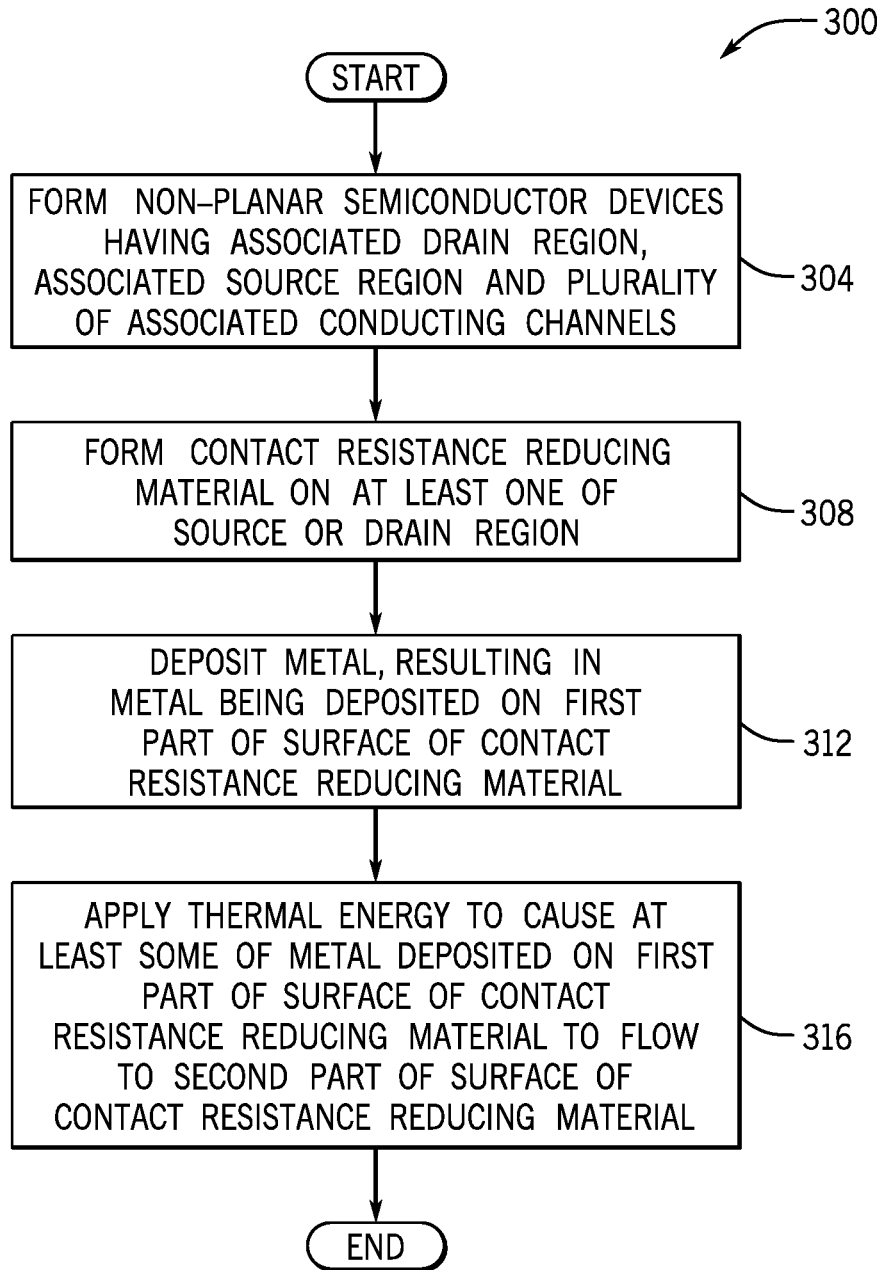 300
START
FORM NON-PLANAR SEMICONDUCTOR DEVICES
HAVING ASSOCIATED DRAIN REGION,
ASSOCIATED SOURCE REGION AND PLURALITY
OF ASSOCIATED CONDUCTING CHANNELS
304
FORM CONTACT RESISTANCE REDUCING
MATERIAL ON AT LEAST ONE OF
SOURCE OR DRAIN REGION
308
DEPOSIT METAL, RESULTING IN
METAL BEING DEPOSITED ON FIRST
PART OF SURFACE OF CONTACT
RESISTANCE REDUCING MATERIAL
312
APPLY THERMAL ENERGY TO CAUSE AT
LEAST SOME OF METAL DEPOSITED ON FIRST
PART OF SURFACE OF CONTACT
RESISTANCE REDUCING MATERIAL TO FLOW
TO SECOND PART OF SURFACE OF
CONTACT RESISTANCE REDUCING MATERIAL
316
END